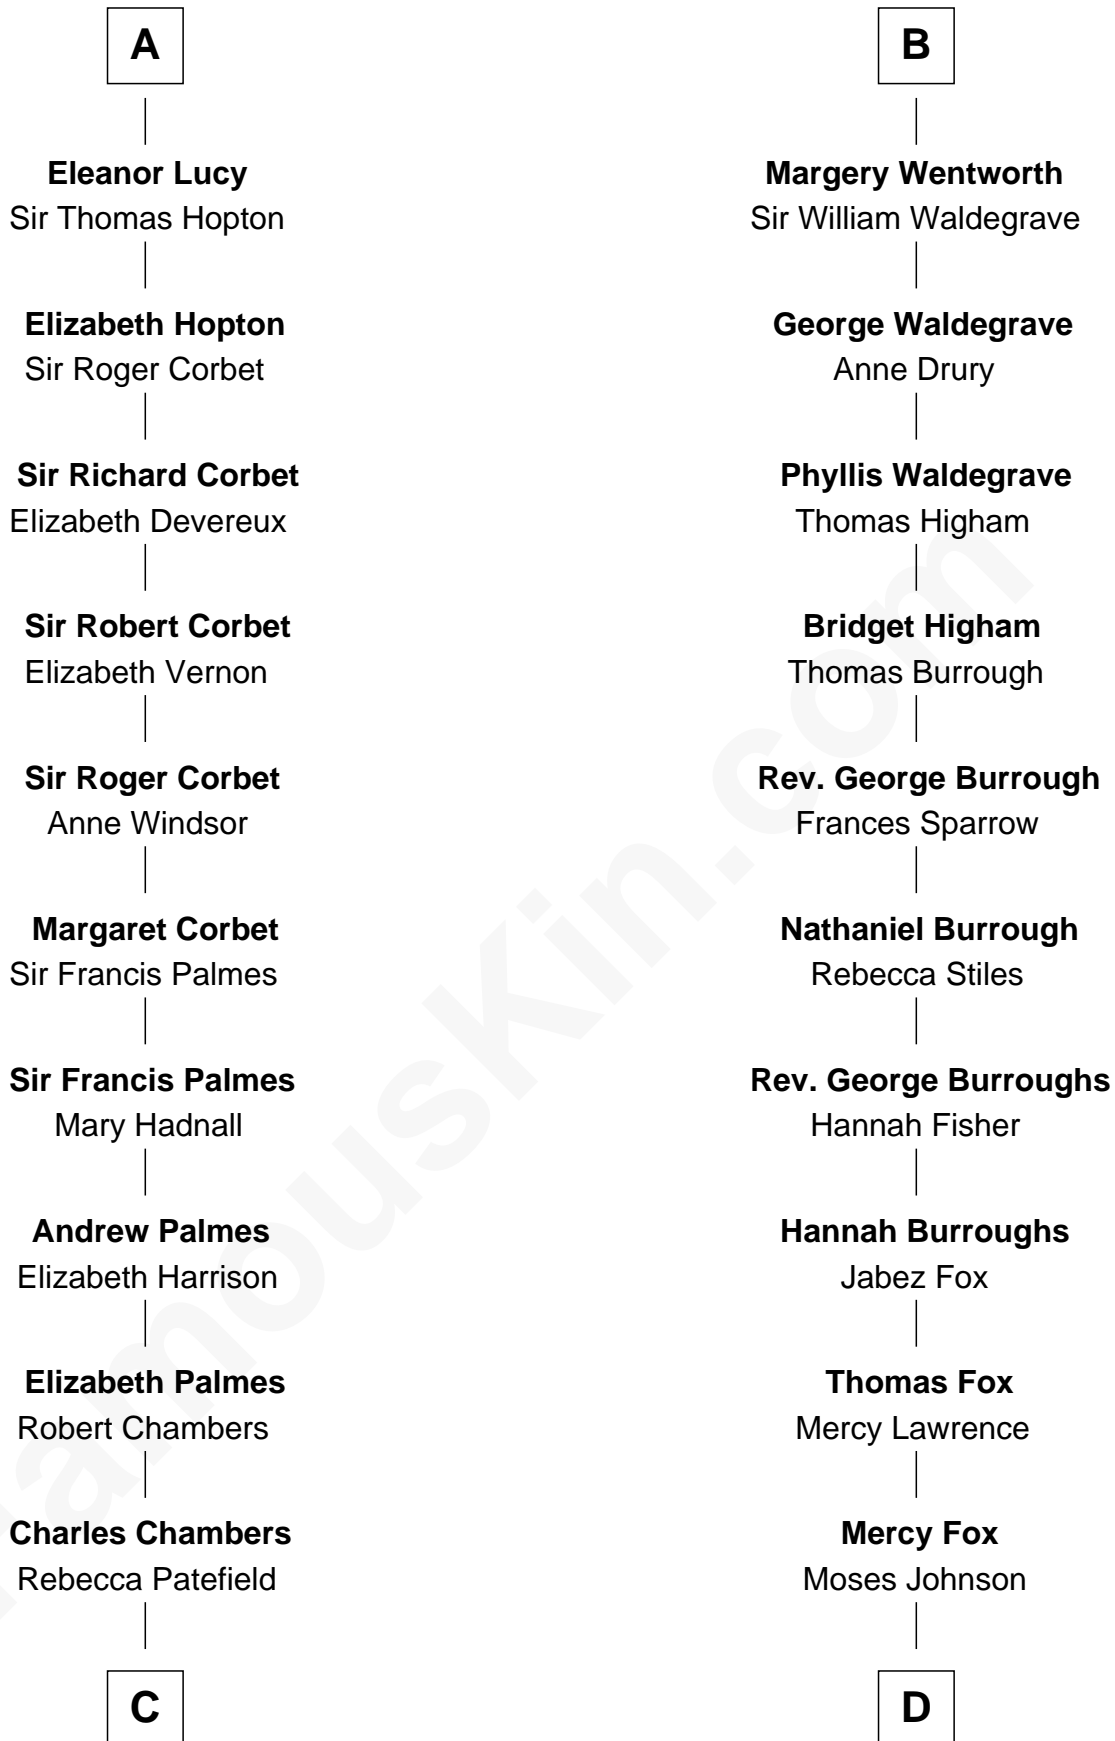 A
Eleanor Lucy
Sir Thomas Hopton
Elizabeth Hopton
Sir Roger Corbet
Sir Richard Corbet
Elizabeth Devereux
Sir Robert Corbet
Elizabeth Vernon
Sir Roger Corbet
Anne Windsor
Margaret Corbet
Sir Francis Palmes
Sir Francis Palmes
Mary Hadnall
Andrew Palmes
Elizabeth Harrison
Elizabeth Palmes
Robert Chambers
Charles Chambers
Rebecca Patefield
C
B
Margery Wentworth
Sir William Waldegrave
George Waldegrave
Anne Drury
Phyllis Waldegrave
Thomas Higham
Bridget Higham
Thomas Burrough
Rev. George Burrough
Frances Sparrow
Nathaniel Burrough
Rebecca Stiles
Rev. George Burroughs
Hannah Fisher
Hannah Burroughs
Jabez Fox
Thomas Fox
Mercy Lawrence
Mercy Fox
Moses Johnson
D
FamousKin.com